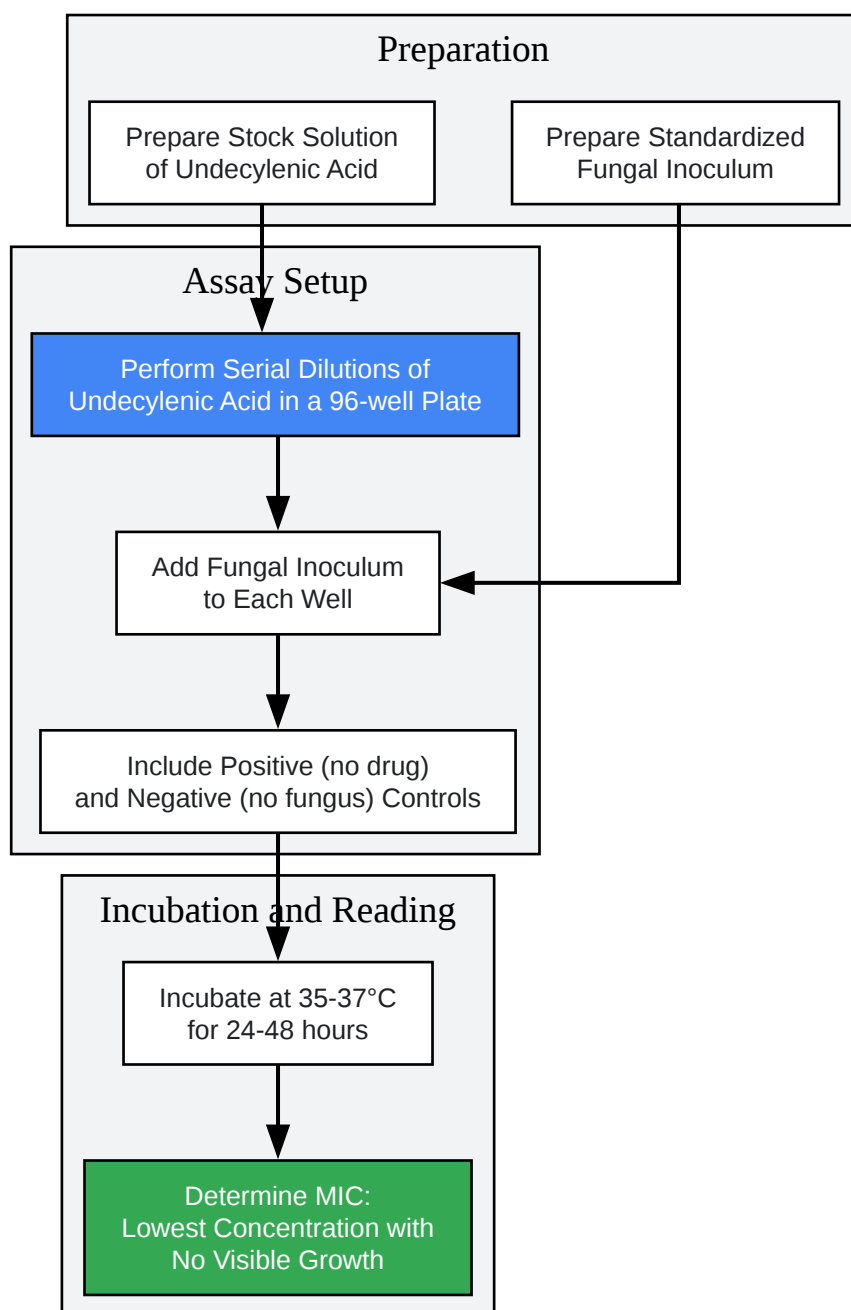 Preparation
Prepare Stock Solution
of Undecylenic Acid
Prepare Standardized
Fungal Inoculum
Assay Setup
Perform Serial Dilutions of
Undecylenic Acid in a 96-well Plate
Add Fungal Inoculum
to Each Well
Include Positive (no drug)
and Negative (no fungus) Controls
Incubation and Reading
Incubate at 35-37°C
for 24-48 hours
Determine MIC:
Lowest Concentration with
No Visible Growth